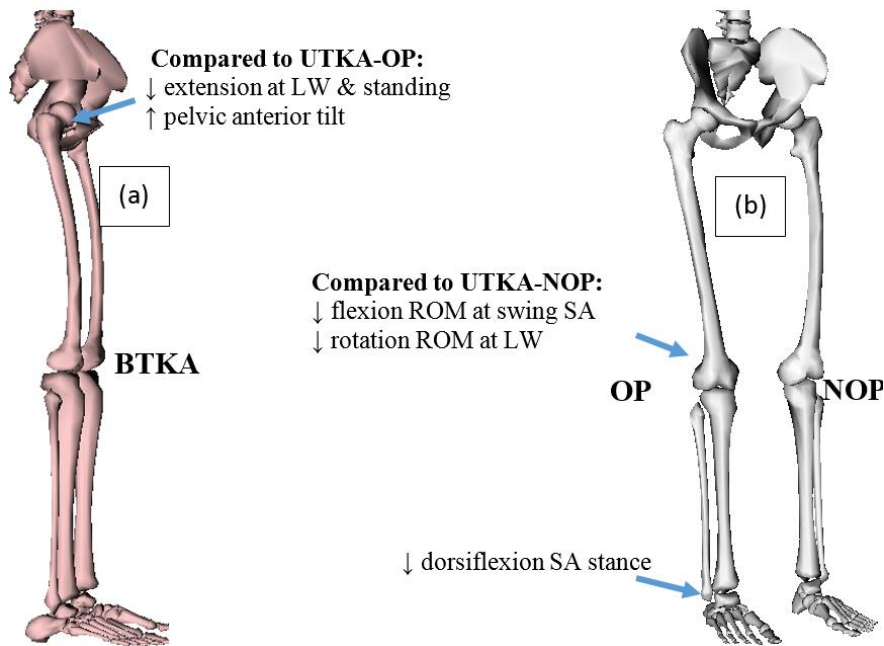 Compared to UTKA-OP:
↓ extension at LW & standing
↑ pelvic anterior tilt
(a)
BTKA
(b)
Compared to UTKA-NOP:
↓ flexion ROM at swing SA
↓ rotation ROM at LW
OP
NOP
↓ dorsiflexion SA stance